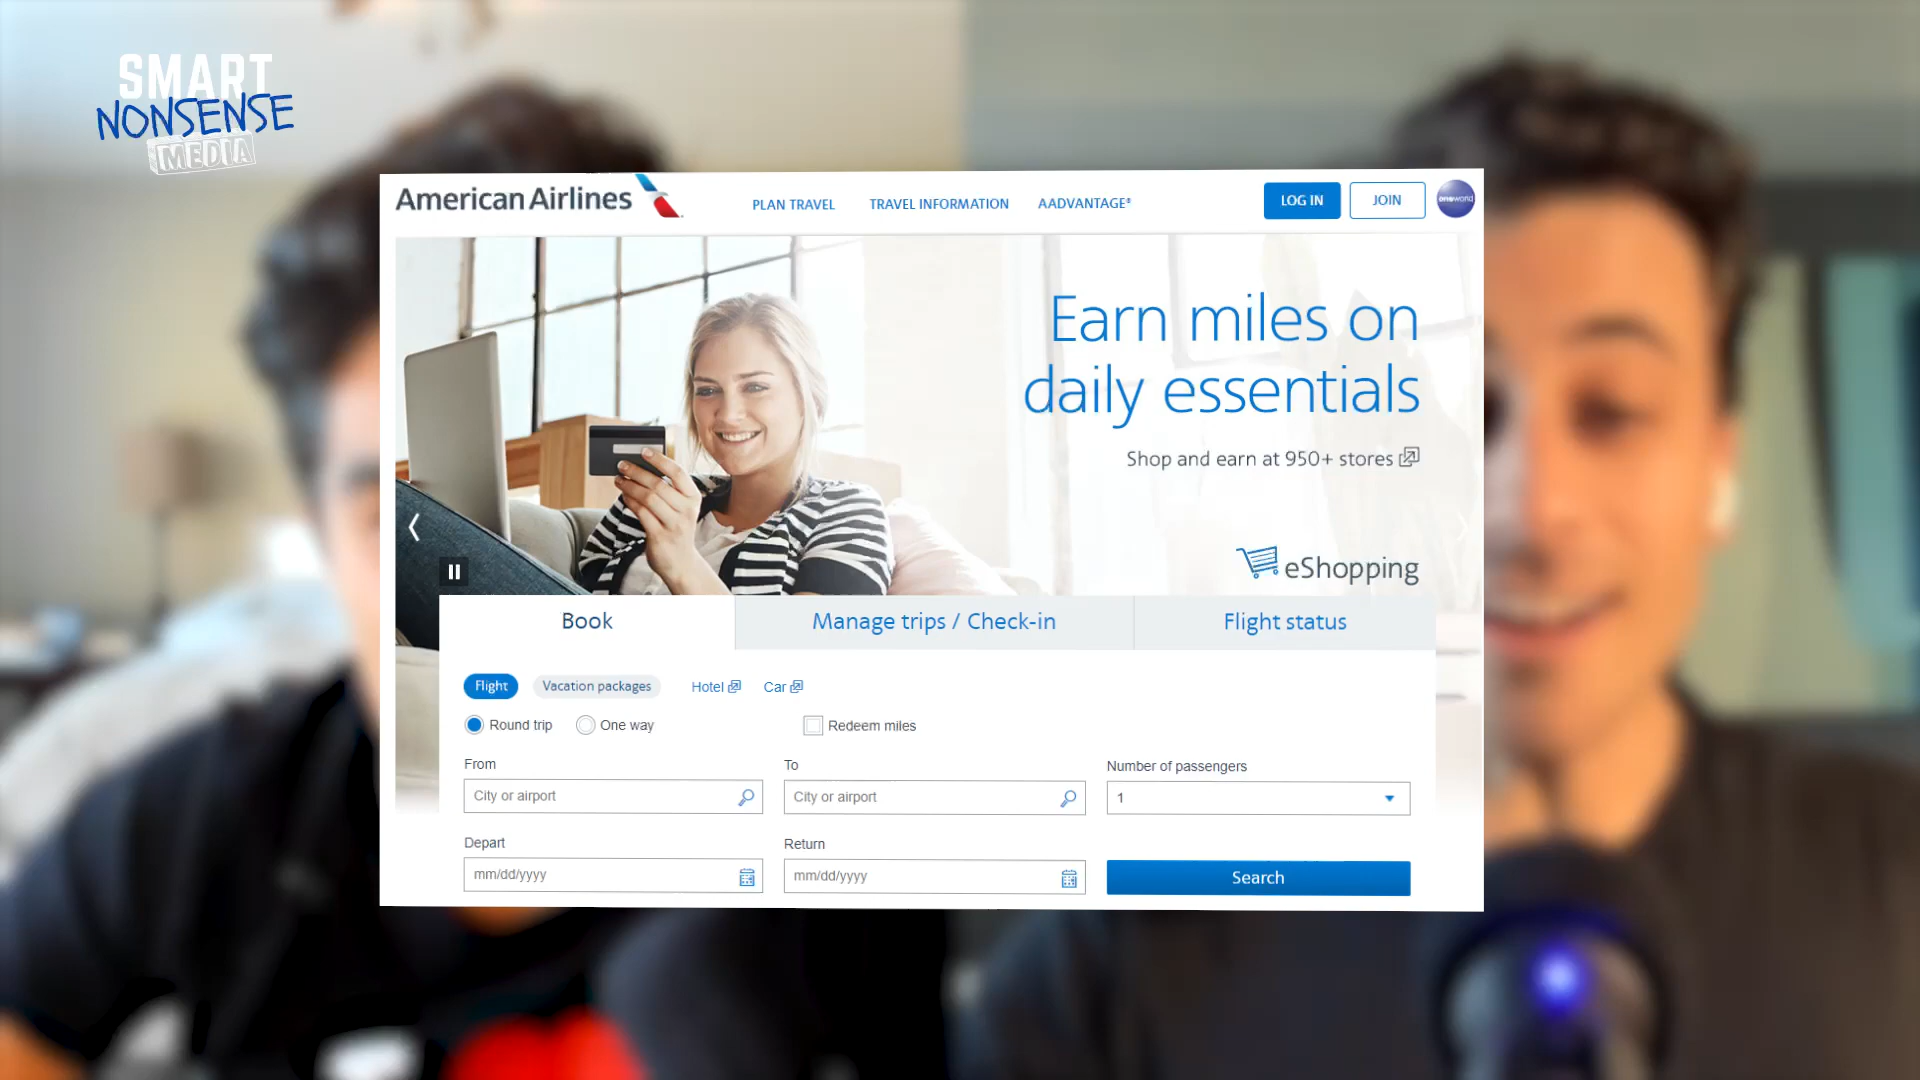 SMART
NONSENSE
MEDIA
American Airlines
PLAN TRAVEL TRAVEL INFORMATION AADVANTAGE®
LOG IN JOIN
oneworld
Earn miles on
daily essentials
Shop and earn at 950+ stores
eShopping
Book Manage trips / Check-in Flight status
Flight Vacation packages Hotel Car
Round trip One way Redeem miles
From To Number of passengers
City or airport City or airport 1
Depart Return
mm/dd/yyyy mm/dd/yyyy Search